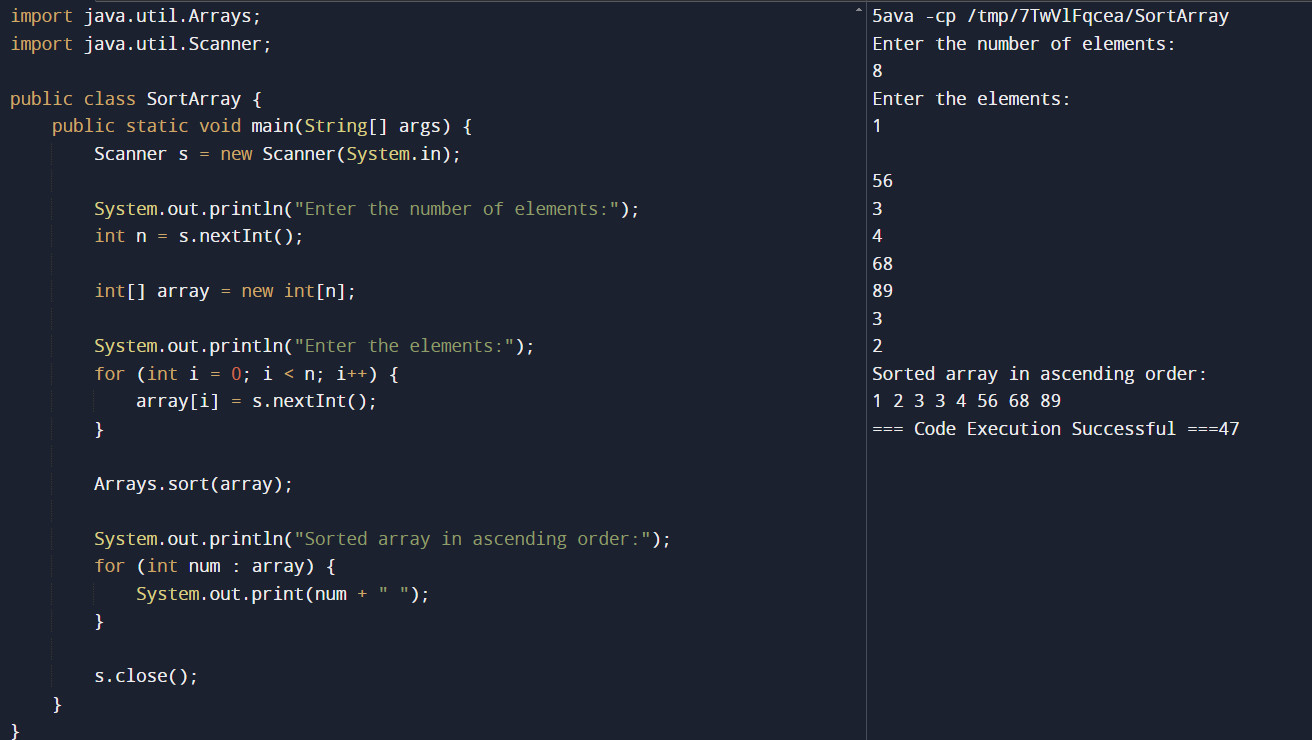 import java.util.Arrays;
import java.util.Scanner;

public class SortArray {
    public static void main(String[] args) {
        Scanner s = new Scanner(System.in);

        System.out.println("Enter the number of elements:");
        int n = s.nextInt();

        int[] array = new int[n];

        System.out.println("Enter the elements:");
        for (int i = 0; i < n; i++) {
            array[i] = s.nextInt();
        }

        Arrays.sort(array);

        System.out.println("Sorted array in ascending order:");
        for (int num : array) {
            System.out.print(num + " ");
        }

        s.close();
    }
}
5ava -cp /tmp/7TwVlFqcea/SortArray
Enter the number of elements:
8
Enter the elements:
1

56
3
4
68
89
3
2
Sorted array in ascending order:
1 2 3 3 4 56 68 89
=== Code Execution Successful ===47